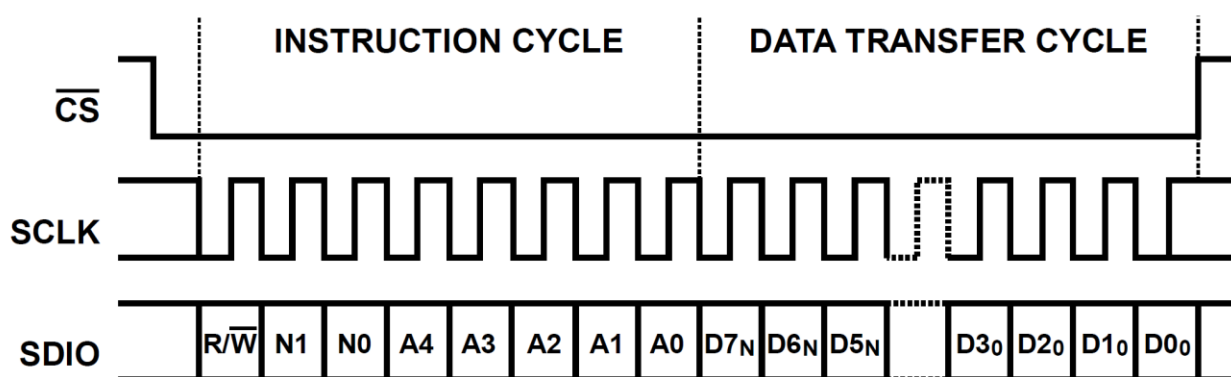 INSTRUCTION CYCLE DATA TRANSFER CYCLE
C̅S̅
SCLK
SDIO R/W̅ N1 N0 A4 A3 A2 A1 A0 D7N D6N D5N D30 D20 D10 D00